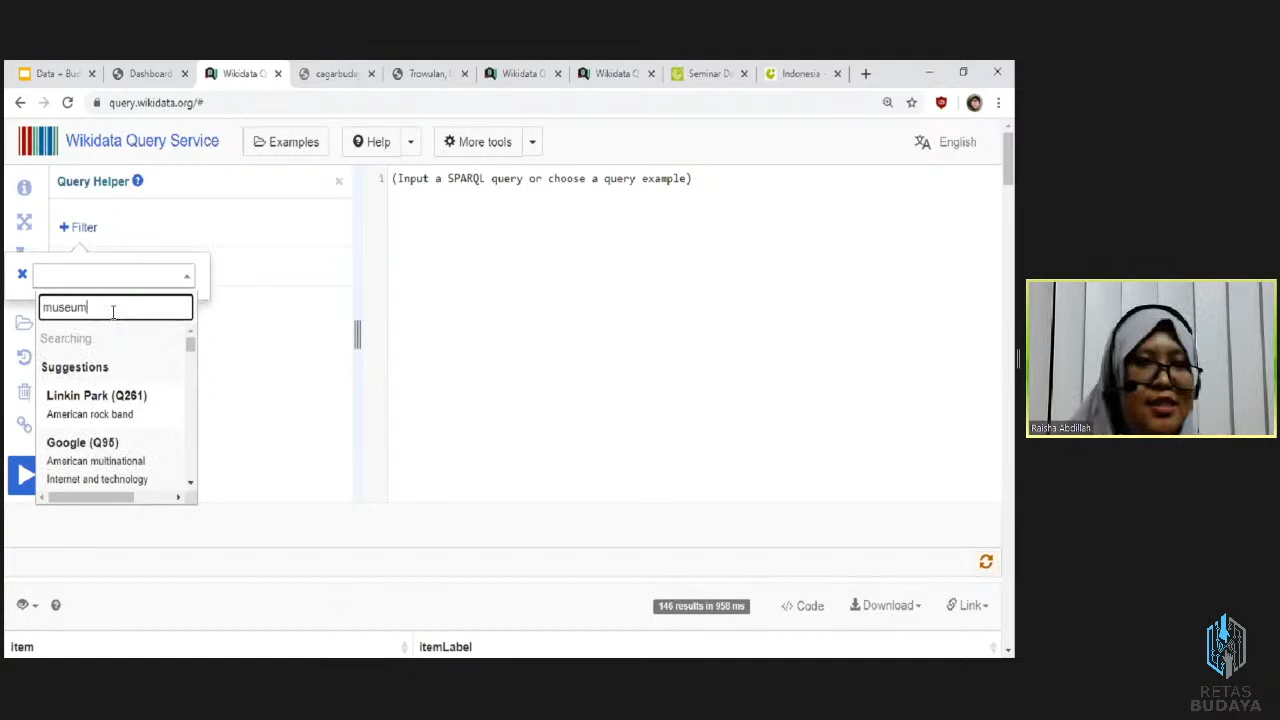 Data + Bud
Dashboard
Wikidata Q
cagarbuday
Trowulan,
Wikidata Q
Wikidata Q
Seminar Da
Indonesia -
query.wikidata.org/#
Wikidata Query Service
Examples
Help
More tools
English
Query Helper
Filter
1
(Input a SPARQL query or choose a query example)
museum
Searching
Suggestions
Linkin Park (Q261)
American rock band
Google (Q95)
American multinational
Internet and technology
146 results in 958 ms
</> Code
Download
Link
item
itemLabel
Raisha Abdillah
RETAS
BUDAYA